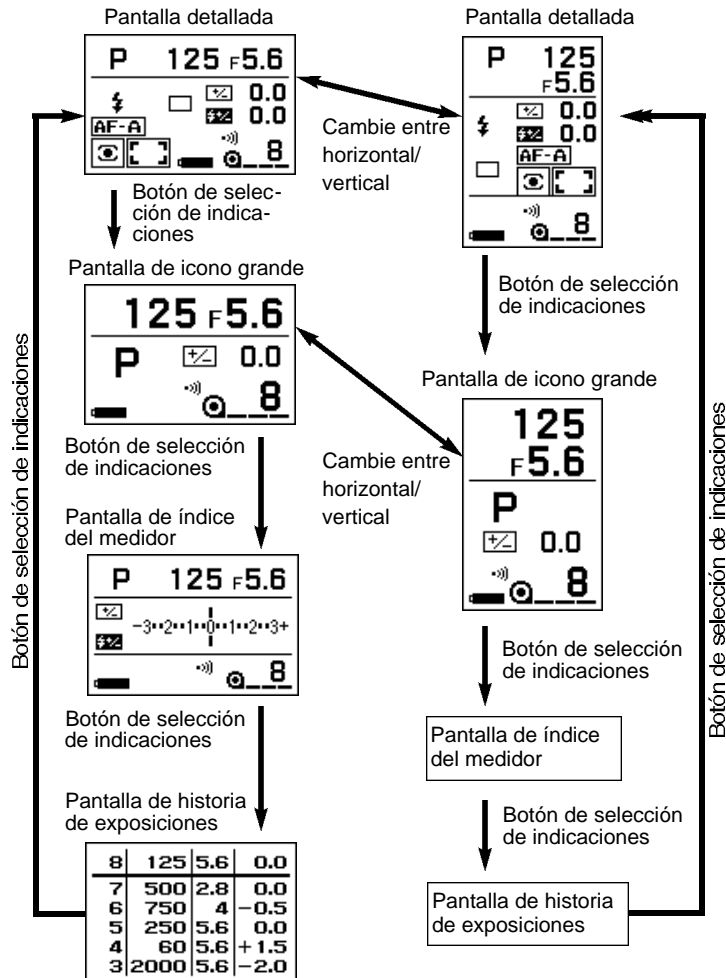 Pantalla detallada
P 125 F5.6
+/- 0.0
+/- 0.0
AF-A
8
Botón de selec-
ción de indica-
ciones
Pantalla de icono grande
125 F5.6
P +/- 0.0
8
Botón de selección
de indicaciones
Pantalla de índice
del medidor
P 125 F5.6
+/-
+/-
-3••2••1••0••1••2••3+
8
Botón de selección
de indicaciones
Pantalla de historia
de exposiciones
8 125 5.6 0.0
7 500 2.8 0.0
6 750 4 -0.5
5 250 5.6 0.0
4 60 5.6 +1.5
3 2000 5.6 -2.0
Botón de selección de indicaciones
Cambie entre
horizontal/
vertical
Cambie entre
horizontal/
vertical
Pantalla detallada
P 125
F5.6
+/- 0.0
+/- 0.0
AF-A
8
Botón de selección
de indicaciones
Pantalla de icono grande
125
F5.6
P
+/- 0.0
8
Botón de selección
de indicaciones
Pantalla de índice
del medidor
Botón de selección
de indicaciones
Pantalla de historia
de exposiciones
Botón de selección de indicaciones